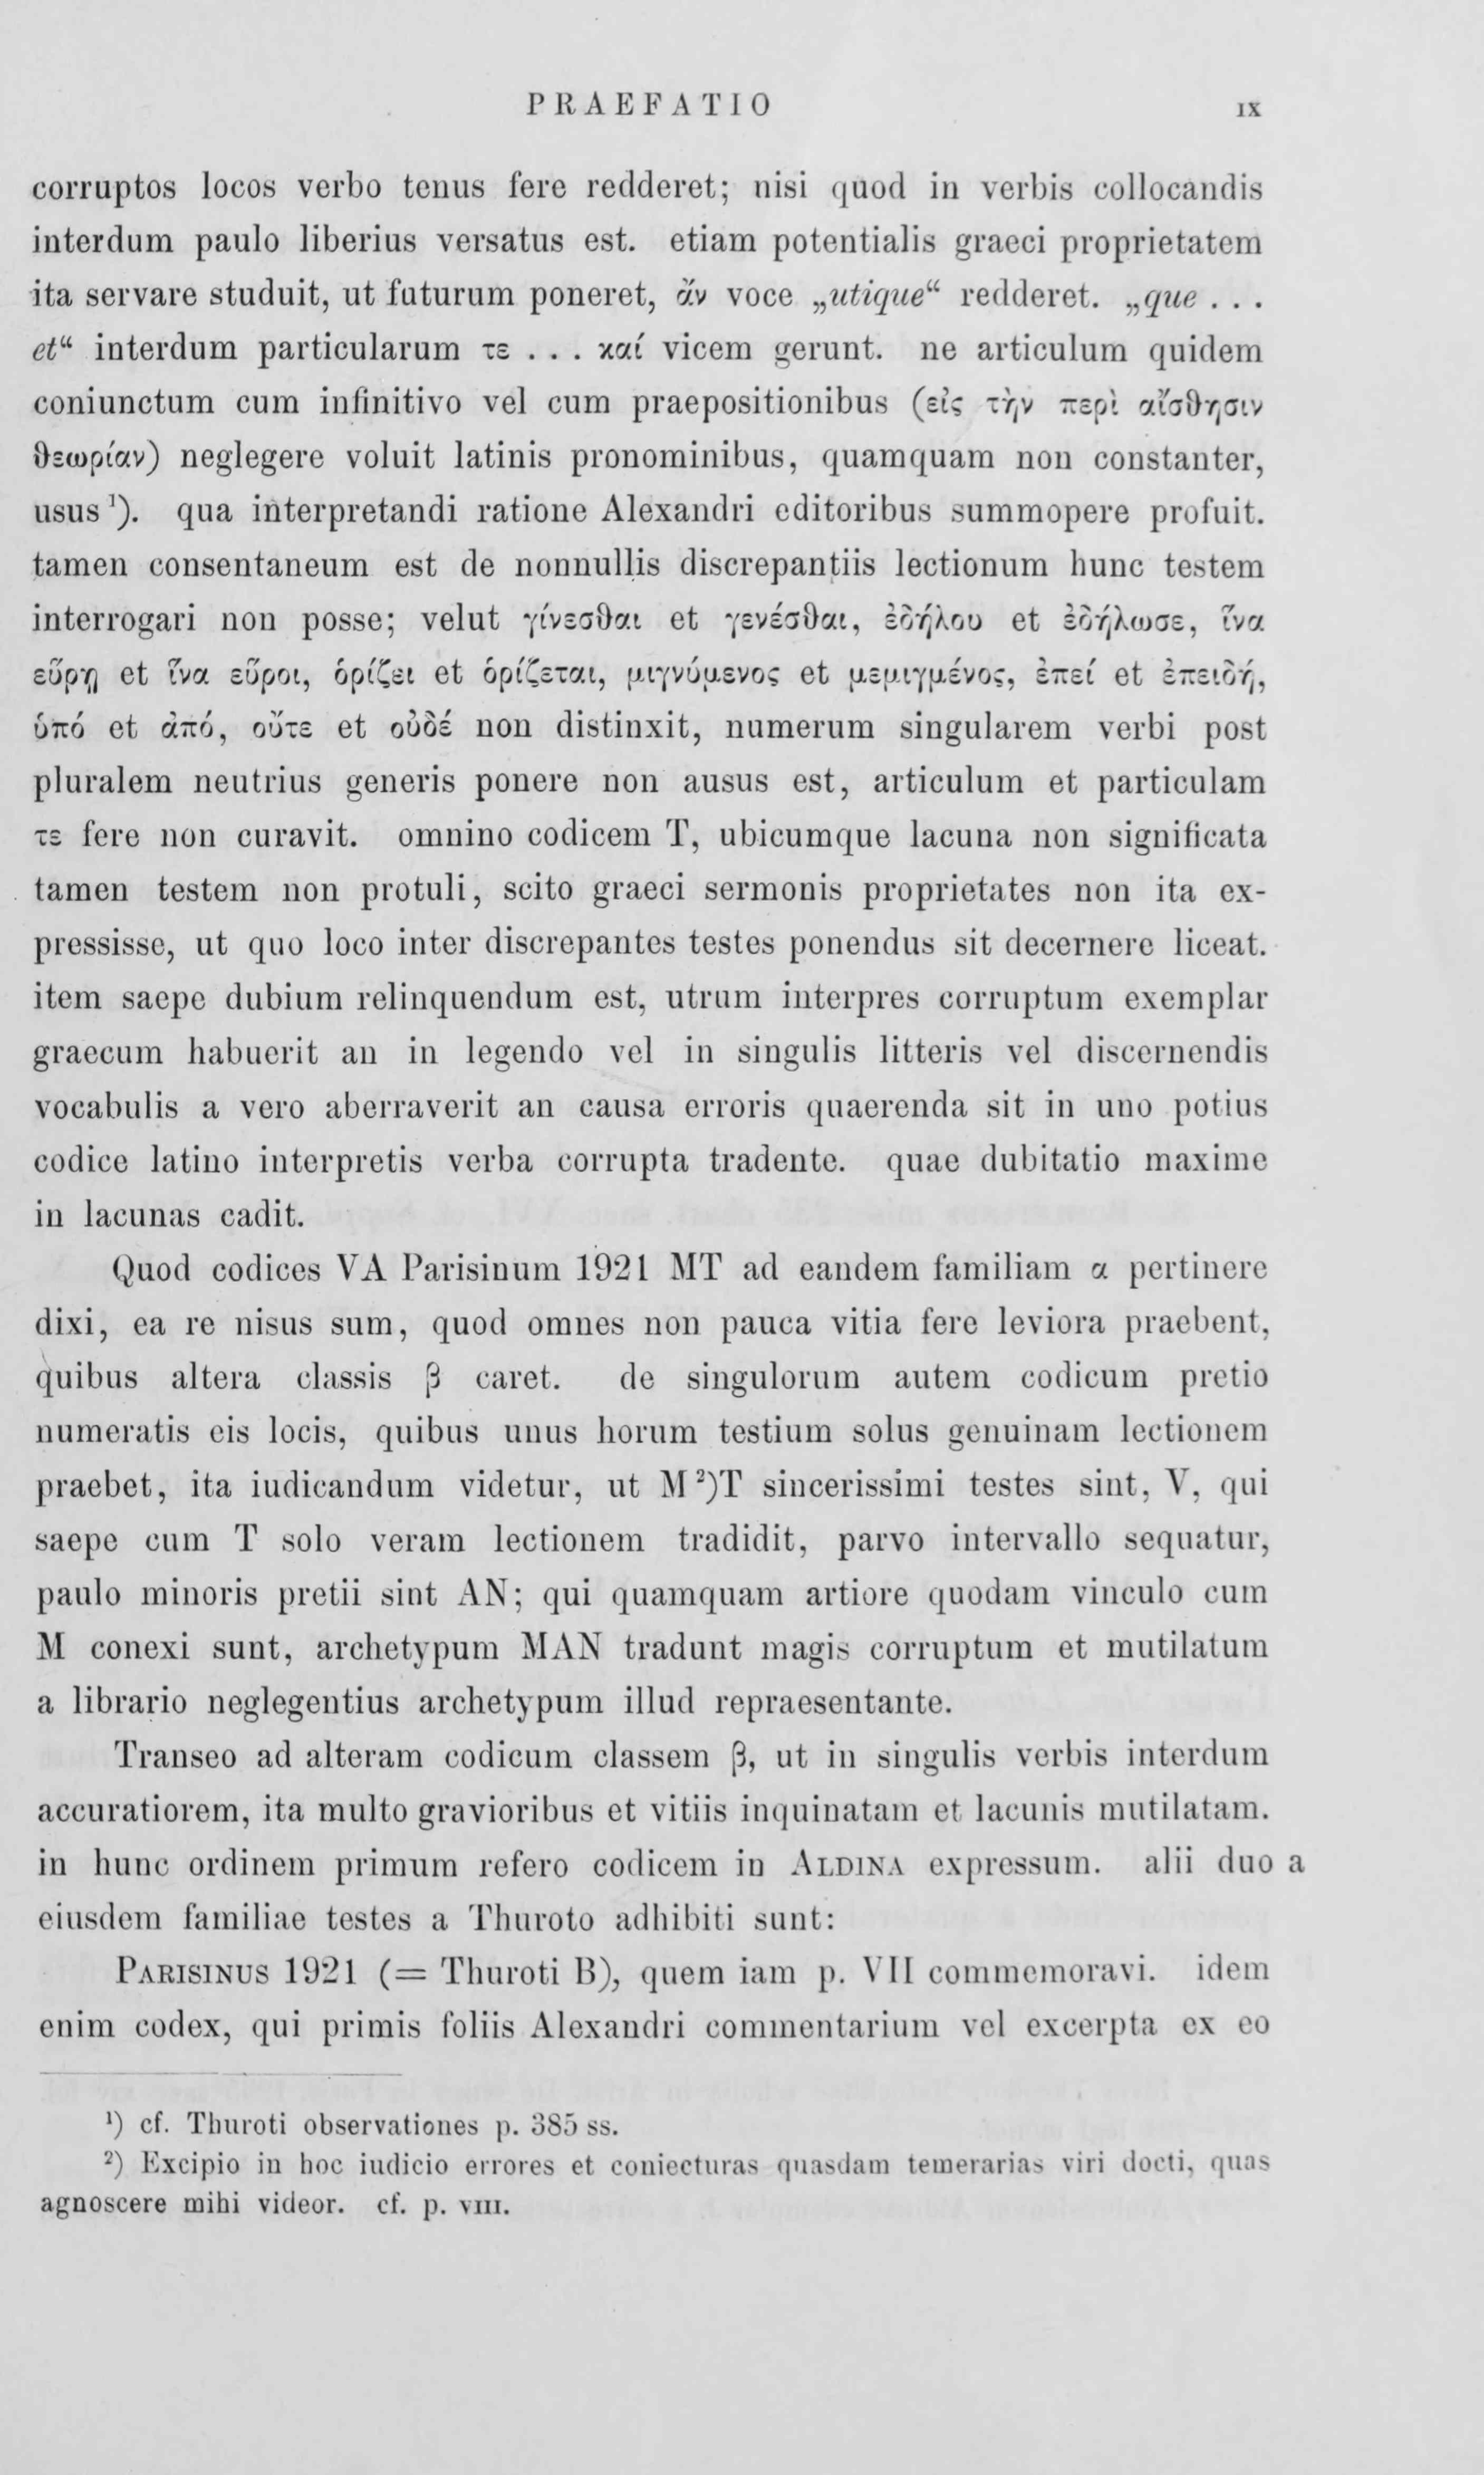 PRAEFATIO IX
corruptos locos verbo tenus fere redderet; nisi quod in verbis collocandis
interdum paulo liberius versatus est. etiam potentialis graeci proprietatem
ita servare studuit, ut futurum poneret, ἄν voce „utique“ redderet. „que . . .
et“ interdum particularum τε . . . καί vicem gerunt. ne articulum quidem
coniunctum cum infinitivo vel cum praepositionibus (εἰς τὴν περὶ αἴσθησιν
θεωρίαν) neglegere voluit latinis pronominibus, quamquam non constanter,
usus ¹). qua interpretandi ratione Alexandri editoribus summopere profuit.
tamen consentaneum est de nonnullis discrepantiis lectionum hunc testem
interrogari non posse; velut γίνεσθαι et γενέσθαι, ἐδήλου et ἐδήλωσε, ἵνα
εὕρῃ et ἵνα εὕροι, ὁρίζει et ὁρίζεται, μιγνύμενος et μεμιγμένος, ἐπεί et ἐπειδή,
ὑπό et ἀπό, οὔτε et οὐδέ non distinxit, numerum singularem verbi post
pluralem neutrius generis ponere non ausus est, articulum et particulam
τε fere non curavit. omnino codicem T, ubicumque lacuna non significata
tamen testem non protuli, scito graeci sermonis proprietates non ita ex-
pressisse, ut quo loco inter discrepantes testes ponendus sit decernere liceat.
item saepe dubium relinquendum est, utrum interpres corruptum exemplar
graecum habuerit an in legendo vel in singulis litteris vel discernendis
vocabulis a vero aberraverit an causa erroris quaerenda sit in uno potius
codice latino interpretis verba corrupta tradente. quae dubitatio maxime
in lacunas cadit.
Quod codices VA Parisinum 1921 MT ad eandem familiam α pertinere
dixi, ea re nisus sum, quod omnes non pauca vitia fere leviora praebent,
quibus altera classis β caret. de singulorum autem codicum pretio
numeratis eis locis, quibus unus horum testium solus genuinam lectionem
praebet, ita iudicandum videtur, ut M ²)T sincerissimi testes sint, V, qui
saepe cum T solo veram lectionem tradidit, parvo intervallo sequatur,
paulo minoris pretii sint AN; qui quamquam artiore quodam vinculo cum
M conexi sunt, archetypum MAN tradunt magis corruptum et mutilatum
a librario neglegentius archetypum illud repraesentante.
Transeo ad alteram codicum classem β, ut in singulis verbis interdum
accuratiorem, ita multo gravioribus et vitiis inquinatam et lacunis mutilatam.
in hunc ordinem primum refero codicem in ALDINA expressum. alii duo a
eiusdem familiae testes a Thuroto adhibiti sunt:
PARISINUS 1921 (= Thuroti B), quem iam p. VII commemoravi. idem
enim codex, qui primis foliis Alexandri commentarium vel excerpta ex eo
¹) cf. Thuroti observationes p. 385 ss.
²) Excipio in hoc iudicio errores et coniecturas quasdam temerarias viri docti, quas
agnoscere mihi videor. cf. p. VIII.